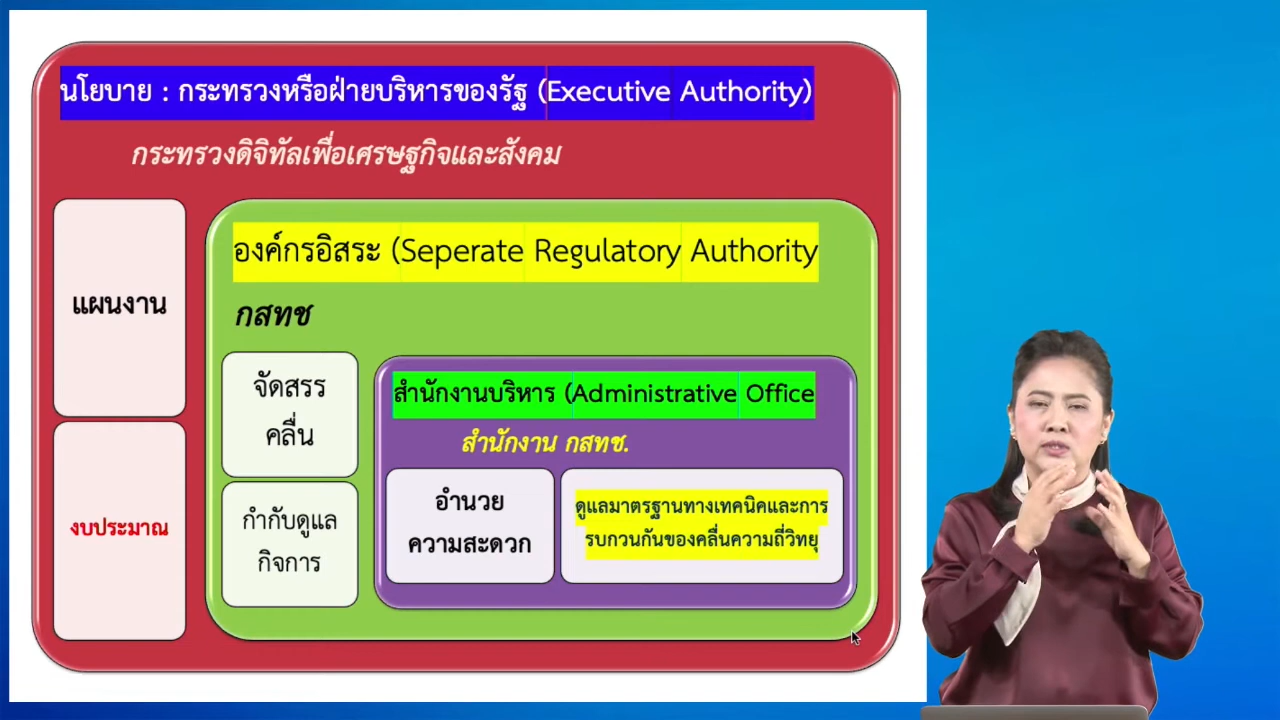 นโยบาย : กระทรวงหรือฝ่ายบริหารของรัฐ (Executive Authority)
กระทรวงดิจิทัลเพื่อเศรษฐกิจและสังคม
แผนงาน
งบประมาณ
องค์กรอิสระ (Seperate Regulatory Authority
กสทช
จัดสรร
คลื่น
กำกับดูแล
กิจการ
สำนักงานบริหาร (Administrative Office
สำนักงาน กสทช.
อำนวย
ความสะดวก
ดูแลมาตรฐานทางเทคนิคและการ
รบกวนกันของคลื่นความถี่วิทยุ